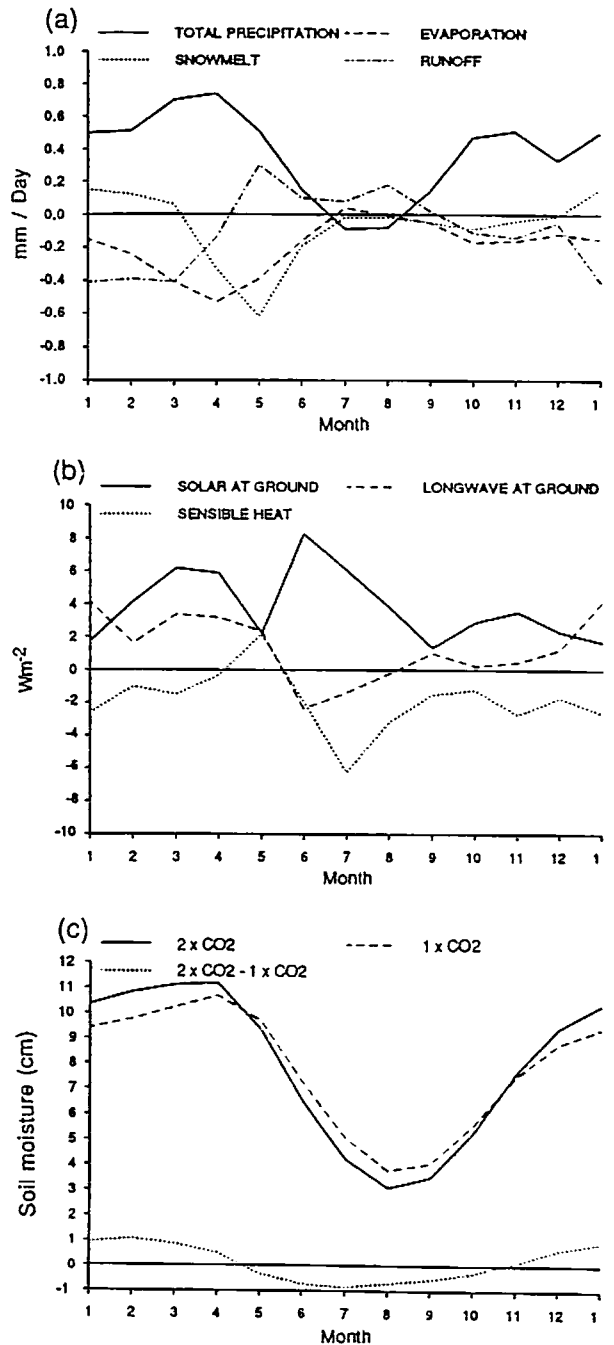 (a)
TOTAL PRECIPITATION
EVAPORATION
SNOWMELT
RUNOFF
1.0
0.8
0.6
0.4
0.2
0.0
-0.2
-0.4
-0.6
-0.8
-1.0
mm / Day
1 2 3 4 5 6 7 8 9 10 11 12 1
Month
(b)
SOLAR AT GROUND
LONGWAVE AT GROUND
SENSIBLE HEAT
10
8
6
4
2
0
-2
-4
-6
-8
-10
Wm-2
1 2 3 4 5 6 7 8 9 10 11 12 1
Month
(c)
2 x CO2
1 x CO2
2 x CO2 - 1 x CO2
12
11
10
9
8
7
6
5
4
3
2
1
0
-1
Soil moisture (cm)
1 2 3 4 5 6 7 8 9 10 11 12 1
Month